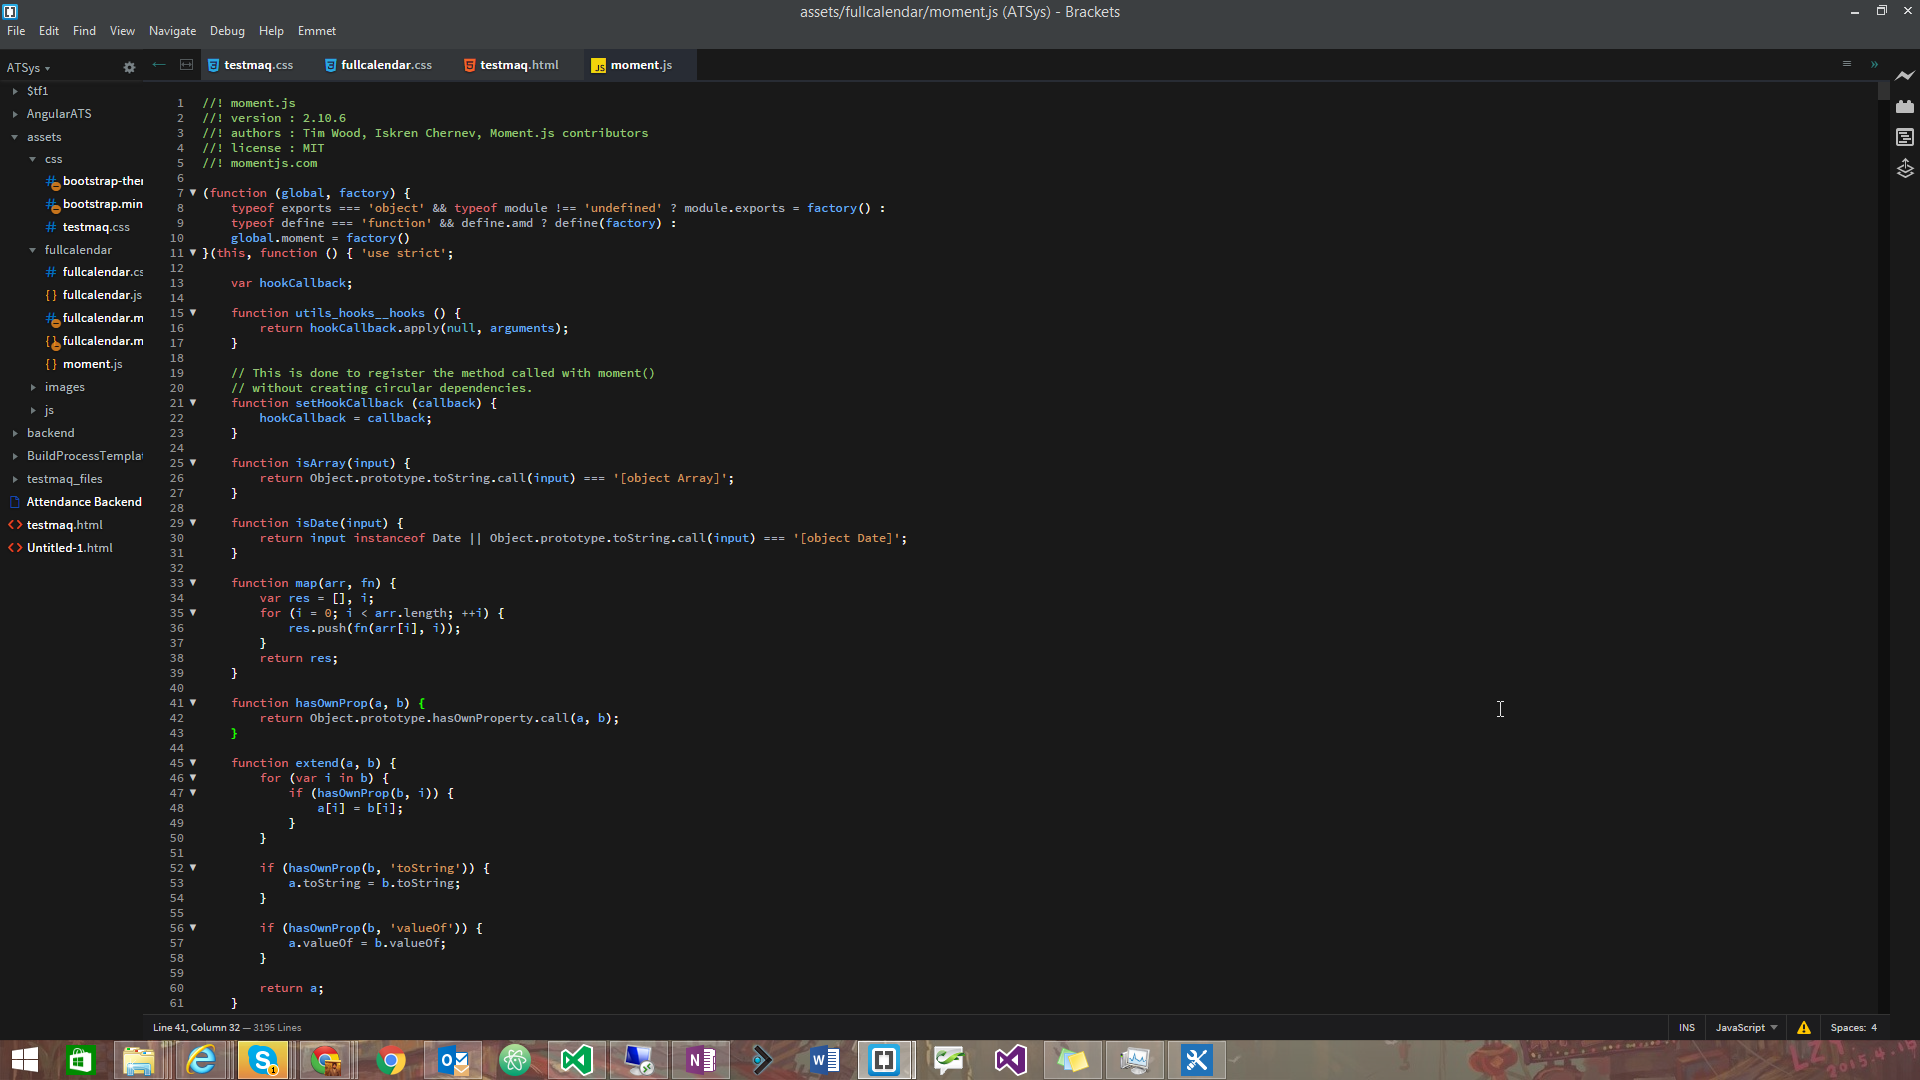 assets/fullcalendar/moment.js (ATSys) - Brackets
File Edit Find View Navigate Debug Help Emmet
ATSys
testmaq.css fullcalendar.css testmaq.html moment.js
$tf1
AngularATS
assets
css
bootstrap-ther
bootstrap.min
testmaq.css
fullcalendar
fullcalendar.cs
fullcalendar.js
fullcalendar.m
fullcalendar.m
moment.js
images
js
backend
BuildProcessTemplat
testmaq_files
Attendance Backend
testmaq.html
Untitled-1.html
1 //! moment.js
2 //! version : 2.10.6
3 //! authors : Tim Wood, Iskren Chernev, Moment.js contributors
4 //! license : MIT
5 //! momentjs.com
6
7 (function (global, factory) {
8 typeof exports === 'object' && typeof module !== 'undefined' ? module.exports = factory() :
9 typeof define === 'function' && define.amd ? define(factory) :
10 global.moment = factory()
11 }(this, function () { 'use strict';
12
13 var hookCallback;
14
15 function utils_hooks__hooks () {
16 return hookCallback.apply(null, arguments);
17 }
18
19 // This is done to register the method called with moment()
20 // without creating circular dependencies.
21 function setHookCallback (callback) {
22 hookCallback = callback;
23 }
24
25 function isArray(input) {
26 return Object.prototype.toString.call(input) === '[object Array]';
27 }
28
29 function isDate(input) {
30 return input instanceof Date || Object.prototype.toString.call(input) === '[object Date]';
31 }
32
33 function map(arr, fn) {
34 var res = [], i;
35 for (i = 0; i < arr.length; ++i) {
36 res.push(fn(arr[i], i));
37 }
38 return res;
39 }
40
41 function hasOwnProp(a, b) {
42 return Object.prototype.hasOwnProperty.call(a, b);
43 }
44
45 function extend(a, b) {
46 for (var i in b) {
47 if (hasOwnProp(b, i)) {
48 a[i] = b[i];
49 }
50 }
51
52 if (hasOwnProp(b, 'toString')) {
53 a.toString = b.toString;
54 }
55
56 if (hasOwnProp(b, 'valueOf')) {
57 a.valueOf = b.valueOf;
58 }
59
60 return a;
61 }
Line 41, Column 32 — 3195 Lines
INS JavaScript Spaces: 4
2015.4.18